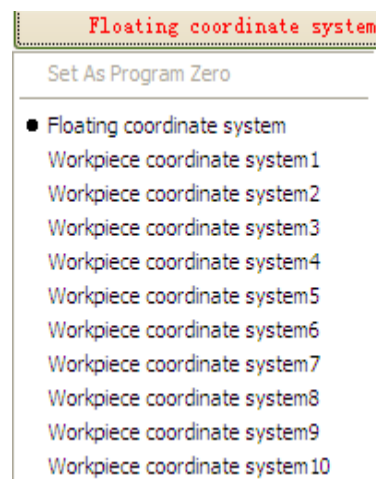 Floating coordinate system
Set As Program Zero
Floating coordinate system
Workpiece coordinate system1
Workpiece coordinate system2
Workpiece coordinate system3
Workpiece coordinate system4
Workpiece coordinate system5
Workpiece coordinate system6
Workpiece coordinate system7
Workpiece coordinate system8
Workpiece coordinate system9
Workpiece coordinate system10